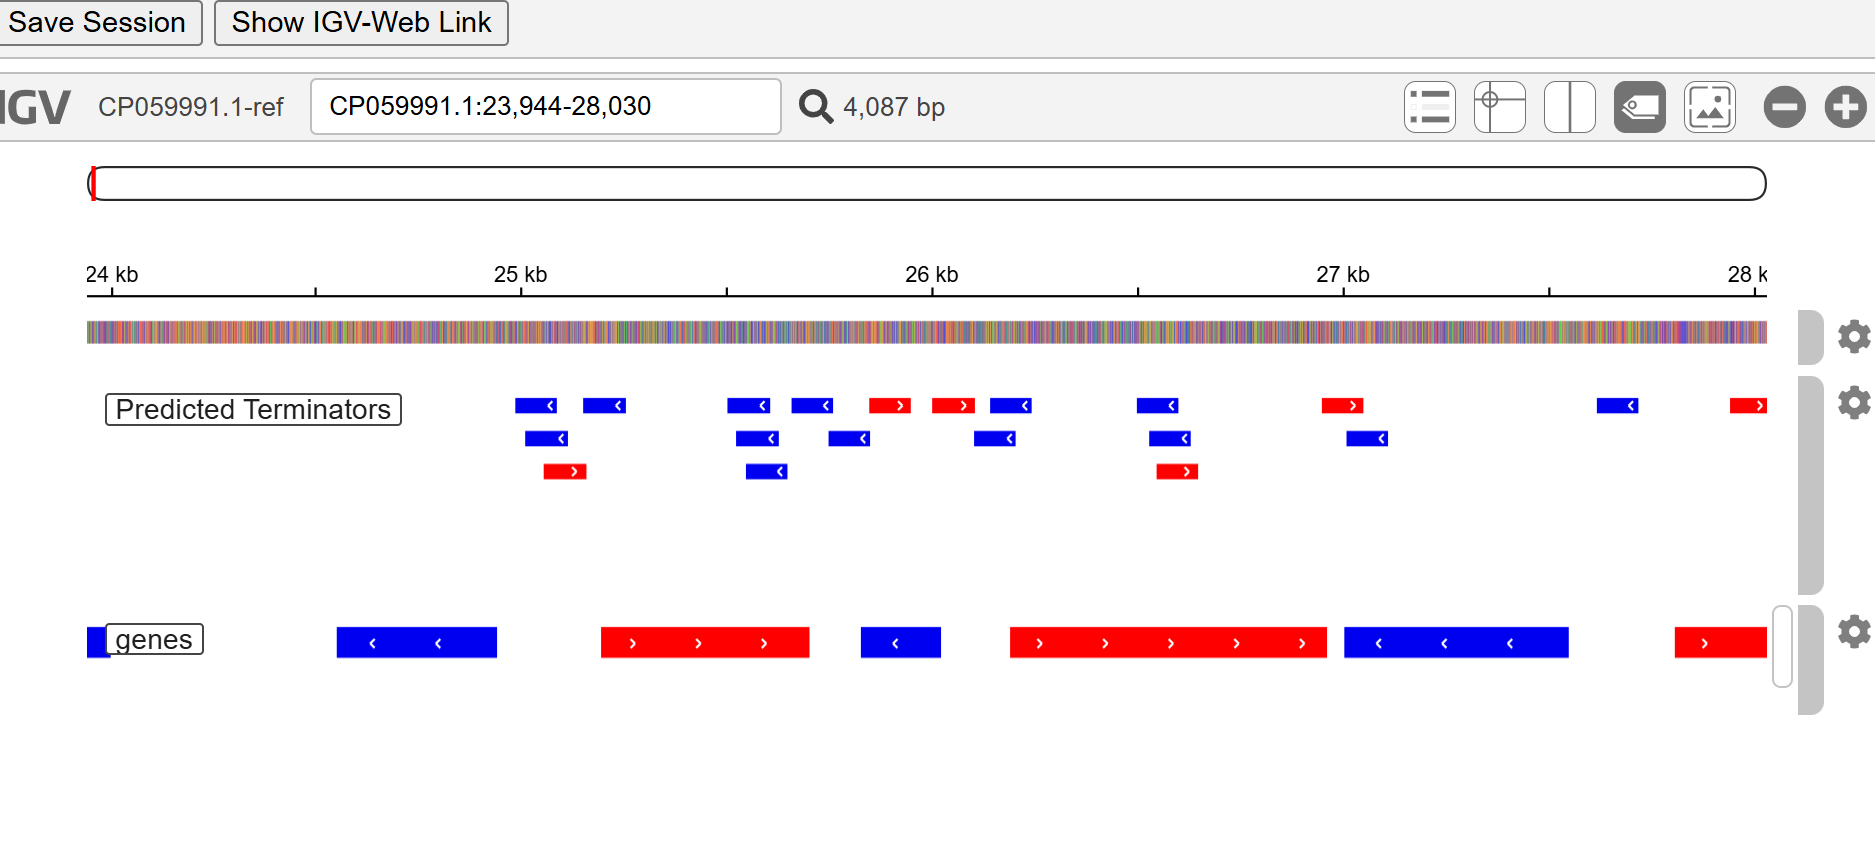 Save Session Show IGV-Web Link
IGV CP059991.1-ref CP059991.1:23,944-28,030 4,087 bp
24 kb 25 kb 26 kb 27 kb 28 k
Predicted Terminators
genes